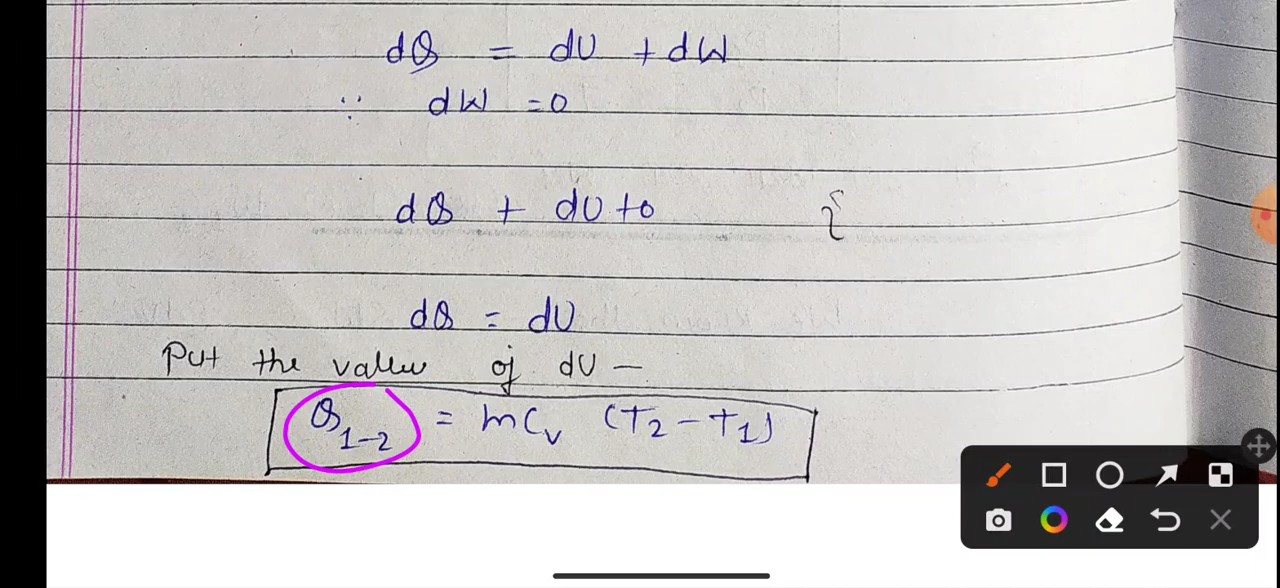 dQ = dU + dW
∵ dW = 0
dQ + dU to {
dQ = dU
Put the value of dU –
Q₁₋₂ = mCᵥ (T₂ – T₁)